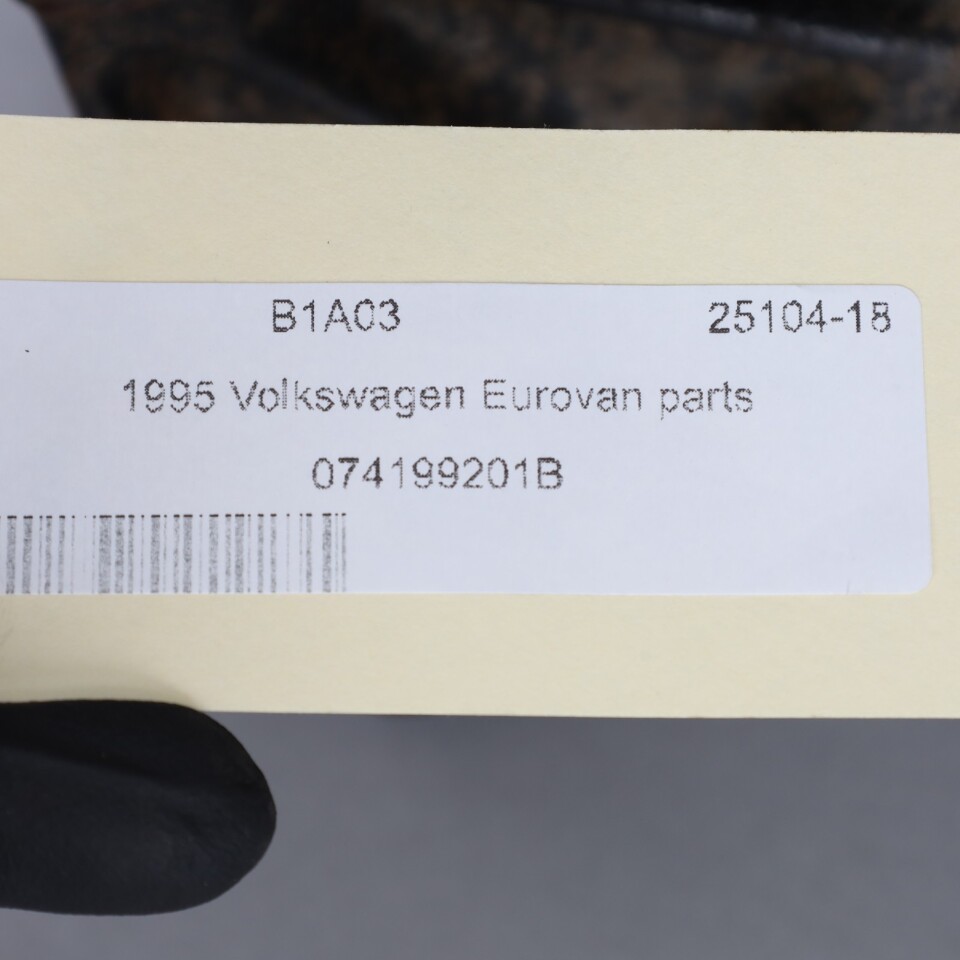 B1A03 25104-18
1995 Volkswagen Eurovan parts
074199201B